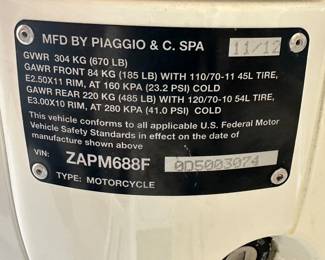 MFD BY PIAGGIO & C. SPA 11/12
GVWR 304 KG (670 LB)
GAWR FRONT 84 KG (185 LB) WITH 110/70-11 45L TIRE,
E2.50X11 RIM, AT 160 KPA (23.2 PSI) COLD
GAWR REAR 220 KG (485 LB) WITH 120/70-10 54L TIRE,
E3.00X10 RIM, AT 280 KPA (41.0 PSI) COLD
This vehicle conforms to all applicable U.S. Federal Motor
Vehicle Safety Standards in effect on the date of
manufacture shown above
VIN: ZAPM688F 0D5003074
TYPE: MOTORCYCLE